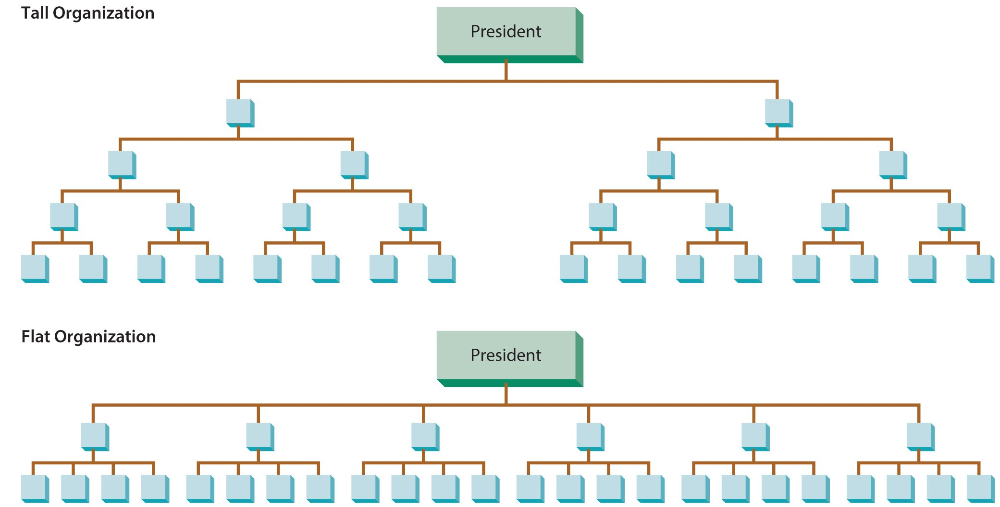 Tall Organization
President
Flat Organization
President